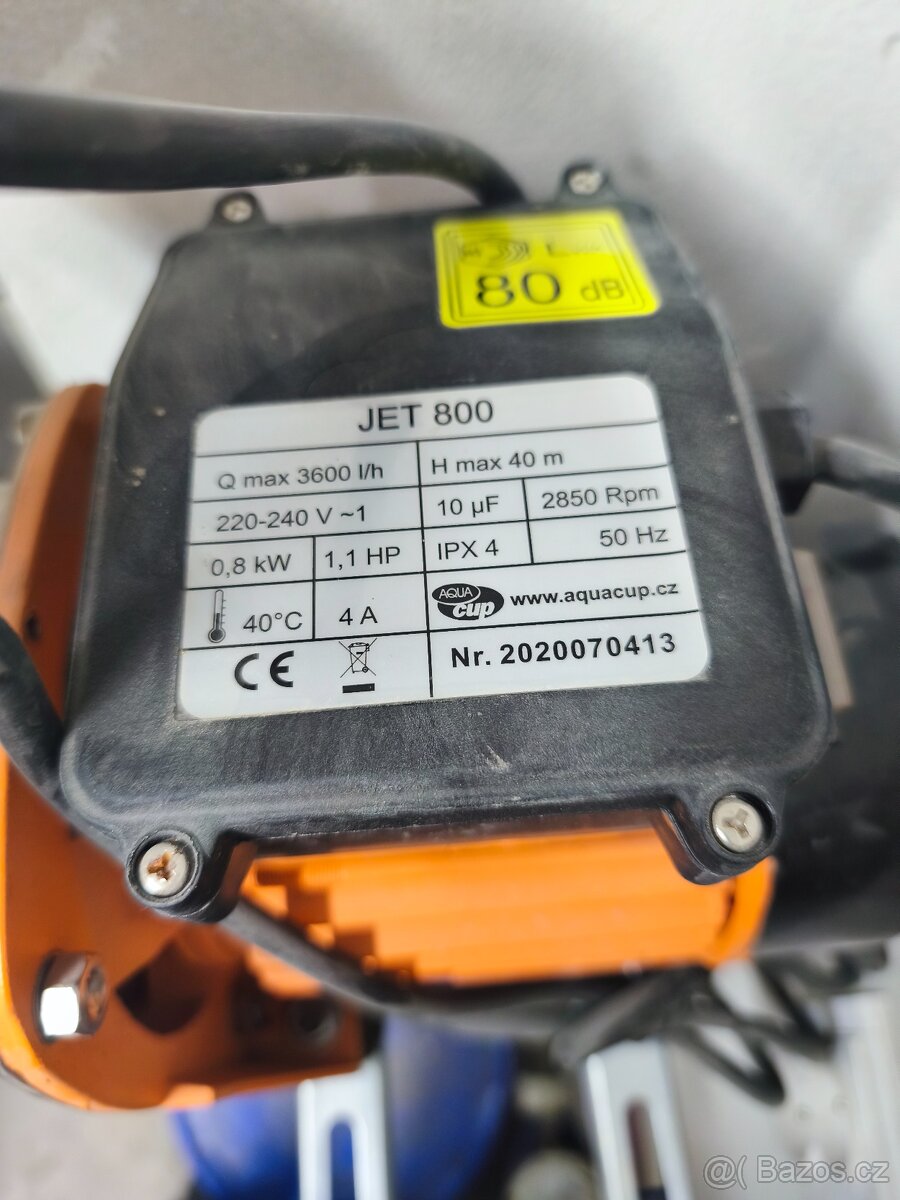 80 dB
JET 800
Q max 3600 l/h H max 40 m
220-240 V ~1 10 µF 2850 Rpm
0,8 kW 1,1 HP IPX 4 50 Hz
40°C 4 A AQUA cup www.aquacup.cz
CE Nr. 2020070413
@( Bazos.cz